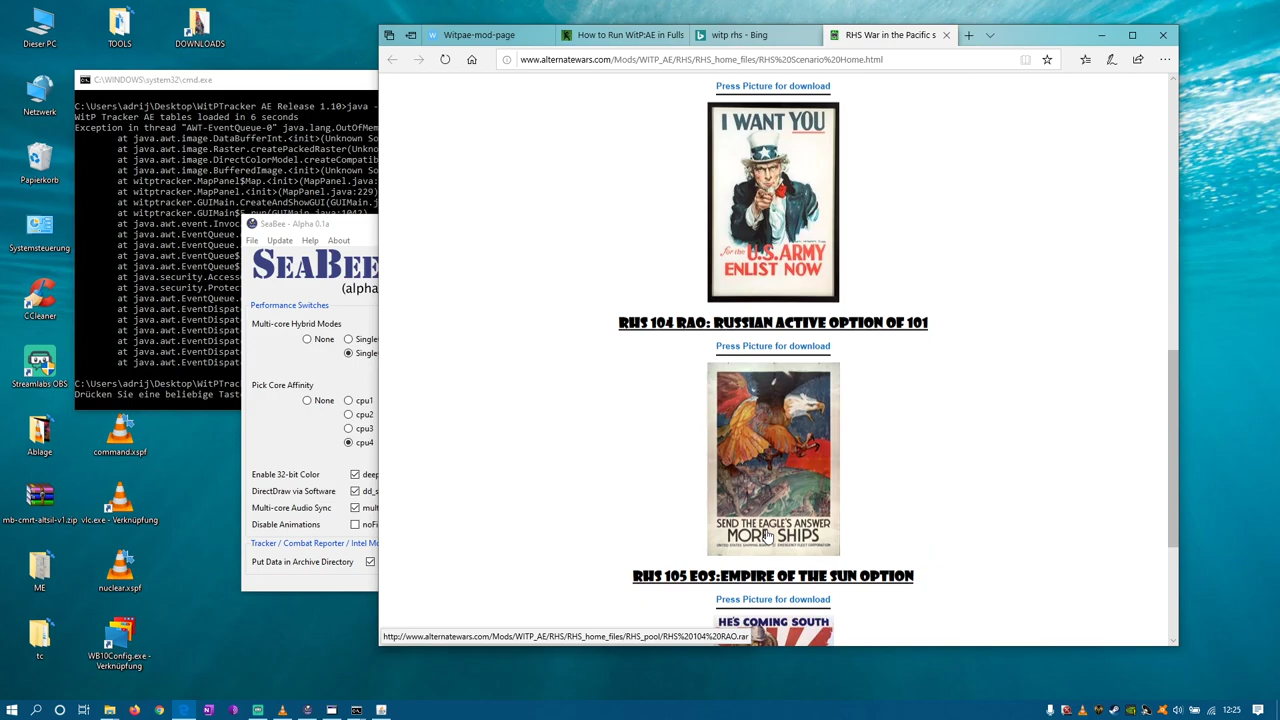 Dieser PC
TOOLS
DOWNLOADS
Netzwerk
Papierkorb
Systemsteuerung
CCleaner
Streamlabs OBS
Ablage
command.xspf
mb-cmrt-altsil-v1.zip
vlc.exe - Verknüpfung
ME
nuclear.xspf
tc
WB10Config.exe -
Verknüpfung
C:\WINDOWS\system32\cmd.exe
C:\Users\adrij\Desktop\WitPTracker AE Release 1.10>java -
WitP Tracker AE tables loaded in 6 seconds
Exception in thread "AWT-EventQueue-0" java.lang.OutOfMem
at java.awt.image.DataBufferInt.<init>(Unknown So
at java.awt.image.Raster.createPackedRaster(Unkno
at java.awt.image.DirectColorModel.createCompatib
at java.awt.image.BufferedImage.<init>(Unknown So
at witptracker.MapPanel$Map.<init>(MapPanel.java:
at witptracker.MapPanel.<init>(MapPanel.java:229)
at witptracker.GUIMain.CreateAndShowGUI(GUIMain.j
at java.awt.event.Invoc
at java.awt.EventQueue.
at java.awt.EventQueue.
at java.awt.EventQueue$
at java.awt.EventQueue$
at java.security.Access
at java.security.Protec
at java.awt.EventQueue.
at java.awt.EventDispat
at java.awt.EventDispat
at java.awt.EventDispat
at java.awt.EventDispat
at java.awt.EventDispat
at java.awt.EventDispat
C:\Users\adrij\Desktop\WitPTrac
Drücken Sie eine beliebige Tast
SeaBee - Alpha 0.1a
File Update Help About
SEABEE
(alpha
Performance Switches
Multi-core Hybrid Modes
None Single
Single
Pick Core Affinity
None cpu1
cpu2
cpu3
cpu4
Enable 32-bit Color deep
DirectDraw via Software dd_s
Multi-core Audio Sync mult
Disable Animations noFi
Tracker / Combat Reporter / Intel Mo
Put Data in Archive Directory
Witpae-mod-page
How to Run WitP:AE in Fulls
witp rhs - Bing
RHS War in the Pacific s
www.alternatewars.com/Mods/WITP_AE/RHS/RHS_home_files/RHS%20Scenario%20Home.html
Press Picture for download
I WANT YOU
for the U.S. ARMY
ENLIST NOW
RHS 104 RAO: RUSSIAN ACTIVE OPTION OF 101
Press Picture for download
SEND THE EAGLE'S ANSWER
MORE SHIPS
UNITED STATES SHIPPING BOARD EMERGENCY FLEET CORPORATION
RHS 105 EOS:EMPIRE OF THE SUN OPTION
Press Picture for download
HE'S COMING SOUTH
http://www.alternatewars.com/Mods/WITP_AE/RHS/RHS_home_files/RHS_pool/RHS%20104%20RAO.rar
12:25